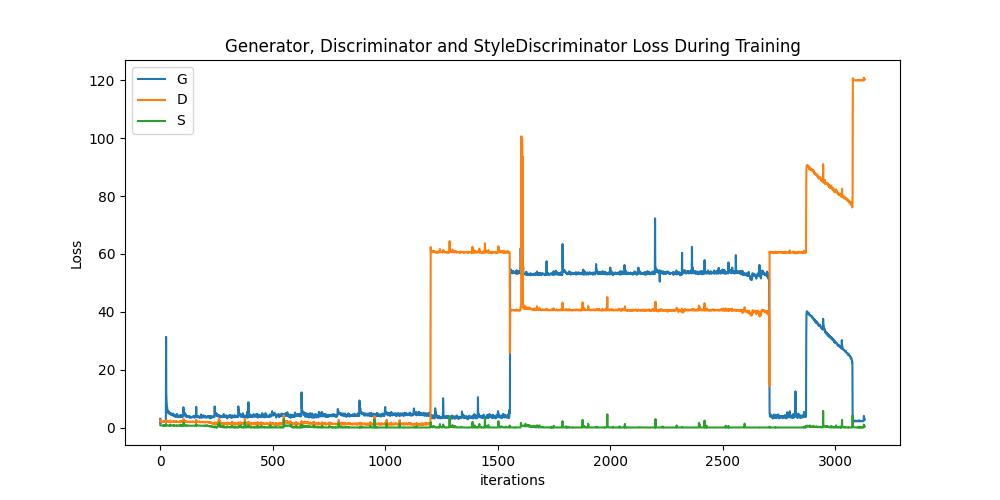 Generator, Discriminator and StyleDiscriminator Loss During Training
G
D
S
Loss
120
100
80
60
40
20
0
0 500 1000 1500 2000 2500 3000
iterations